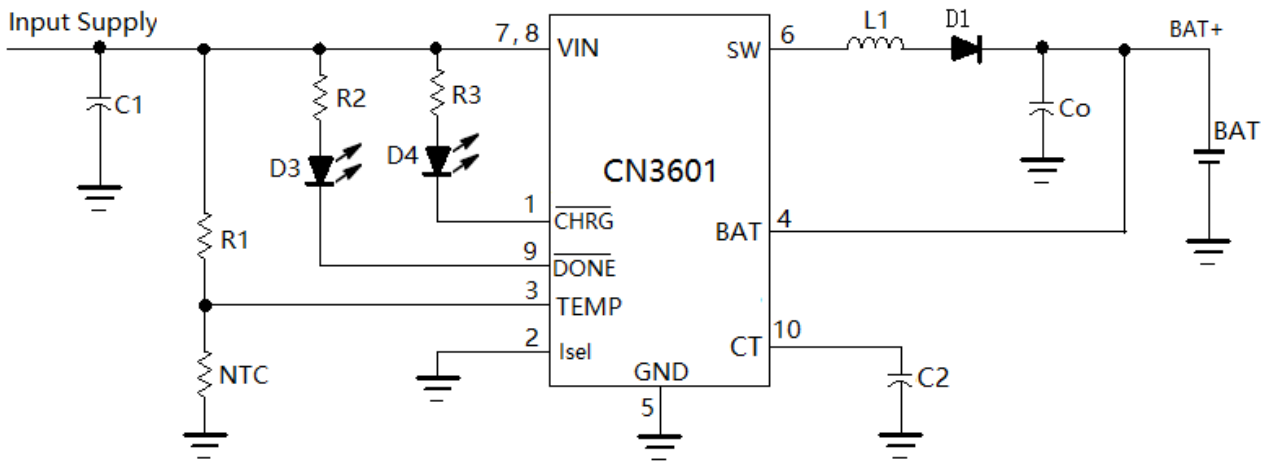 Input Supply
7, 8
VIN
SW
6
L1
D1
BAT+
C1
R2
R3
Co
BAT
D3
D4
CN3601
1
CHRG
R1
BAT
4
9
DONE
3
TEMP
10
2
Isel
CT
NTC
GND
C2
5